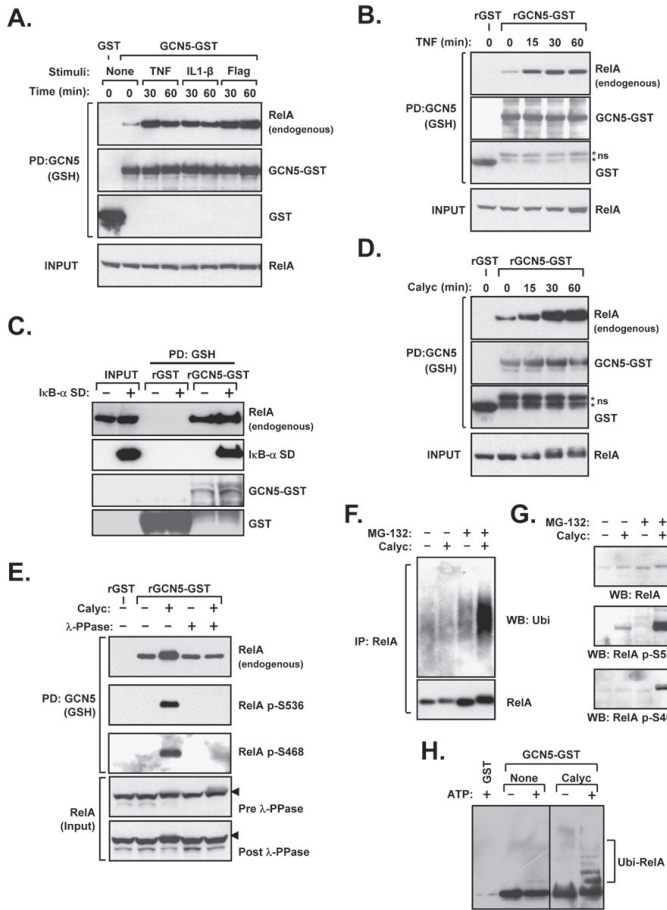 A.
GST GCN5-GST
Stimuli: None TNF IL1-β Flag
Time (min): 0 0 30 60 30 60 30 60
RelA
(endogenous)
PD:GCN5
(GSH)
GCN5-GST
GST
INPUT RelA
B.
rGST rGCN5-GST
TNF (min): 0 0 15 30 60
RelA
(endogenous)
PD:GCN5
(GSH)
GCN5-GST
* ns
*
GST
INPUT RelA
C.
PD: GSH
INPUT rGST rGCN5-GST
IκB-α SD: – + – + – +
RelA
(endogenous)
IκB-α SD
GCN5-GST
GST
D.
rGST rGCN5-GST
Calyc (min): 0 0 15 30 60
RelA
(endogenous)
PD:GCN5
(GSH)
GCN5-GST
* ns
*
GST
INPUT RelA
E.
rGST rGCN5-GST
Calyc: – – + – +
λ-PPase: – – – + +
RelA
(endogenous)
PD: GCN5
(GSH)
RelA p-S536
RelA p-S468
RelA
(Input)
Pre λ-PPase
Post λ-PPase
F.
MG-132: – – + +
Calyc: – + – +
IP: RelA
WB: Ubi
RelA
G.
MG-132: – – + +
Calyc: – + – +
WB: RelA
WB: RelA p-S5
WB: RelA p-S4
H.
GCN5-GST
GST None Calyc
ATP: + – + – +
Ubi-RelA